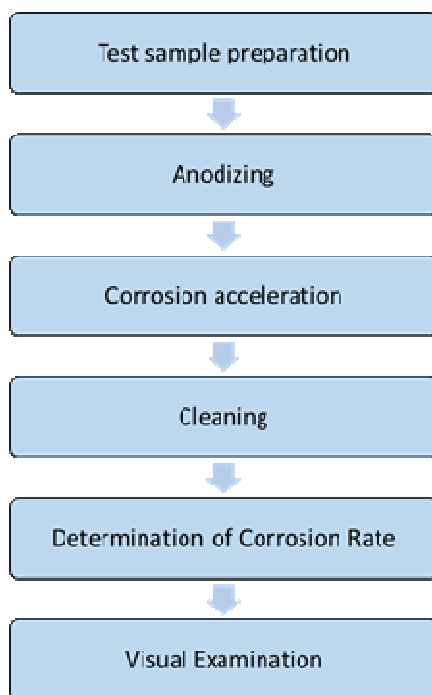 Test sample preparation
Anodizing
Corrosion acceleration
Cleaning
Determination of Corrosion Rate
Visual Examination